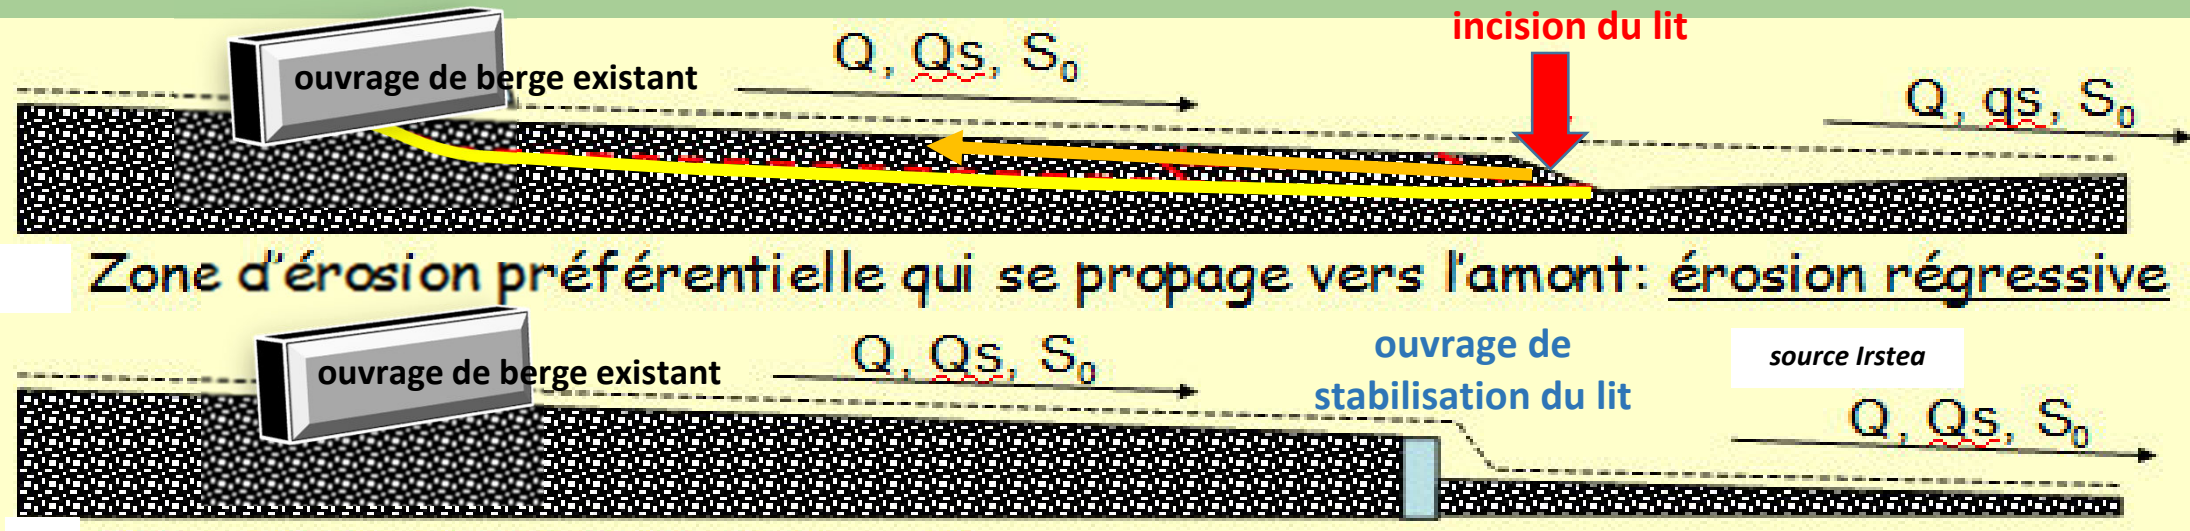 incision du lit
ouvrage de berge existant
Q, Qs, S0
Q, qs, S0
Zone d'érosion préférentielle qui se propage vers l'amont: érosion régressive
ouvrage de berge existant
Q, Qs, S0
ouvrage de
stabilisation du lit
source Irstea
Q, Qs, S0